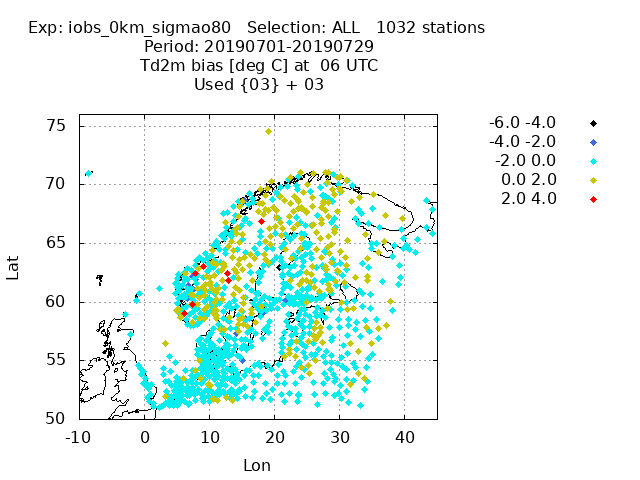 Exp: iobs_0km_sigmao80   Selection: ALL   1032 stations
Period: 20190701-20190729
Td2m bias [deg C] at  06 UTC
Used {03} + 03
-6.0 -4.0
-4.0 -2.0
-2.0 0.0
0.0 2.0
2.0 4.0
75
70
65
60
55
50
Lat
-10
0
10
20
30
40
Lon